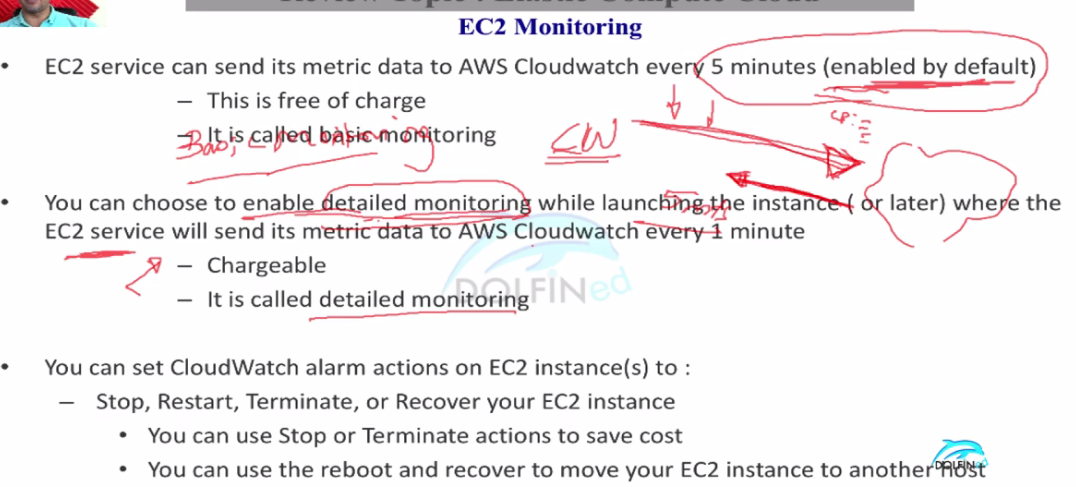 EC2 Monitoring
• EC2 service can send its metric data to AWS Cloudwatch every 5 minutes (enabled by default)
– This is free of charge
– It is called basic monitoring
CW
• You can choose to enable detailed monitoring while launching the instance ( or later) where the
EC2 service will send its metric data to AWS Cloudwatch every 1 minute
– Chargeable
– It is called detailed monitoring
DOLFINed
• You can set CloudWatch alarm actions on EC2 instance(s) to :
– Stop, Restart, Terminate, or Recover your EC2 instance
• You can use Stop or Terminate actions to save cost
• You can use the reboot and recover to move your EC2 instance to another host
DOLFINed